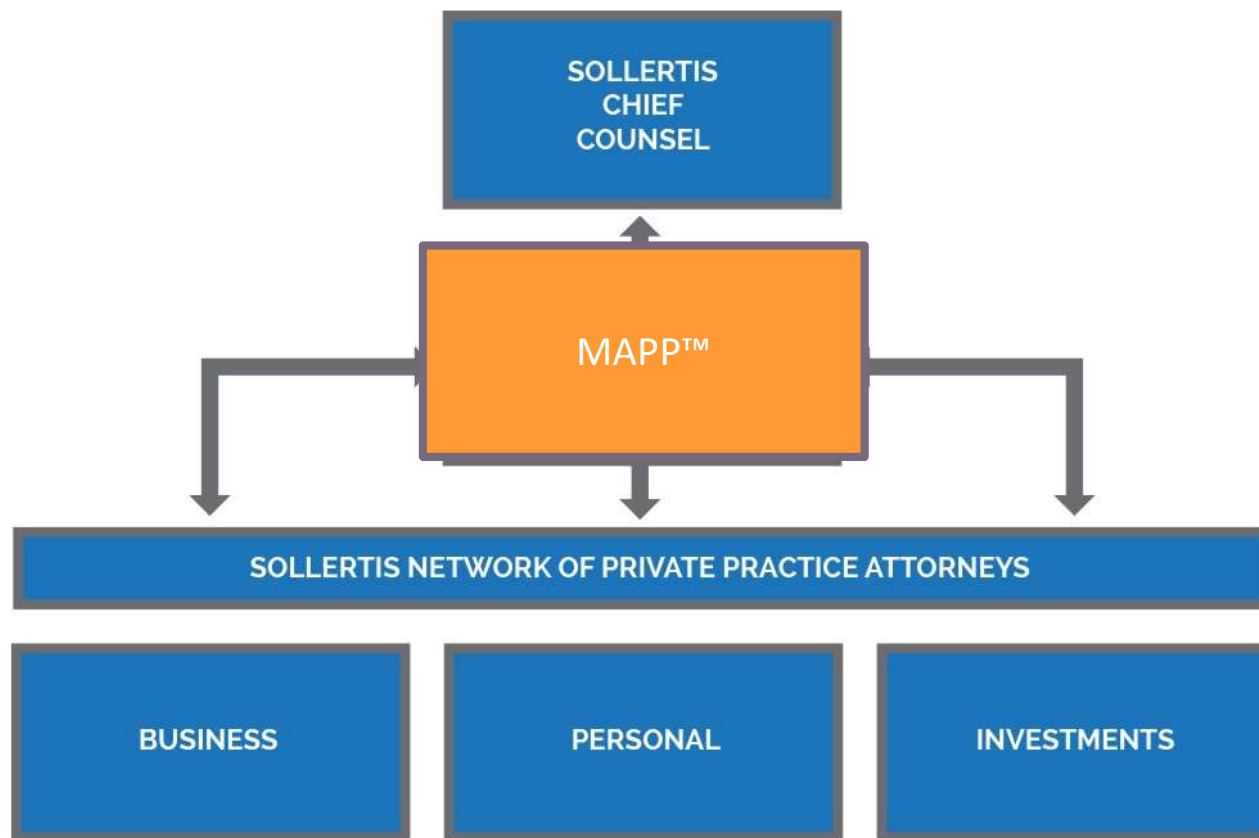 SOLLERTIS
CHIEF
COUNSEL
MAPP™
SOLLERTIS NETWORK OF PRIVATE PRACTICE ATTORNEYS
BUSINESS
PERSONAL
INVESTMENTS